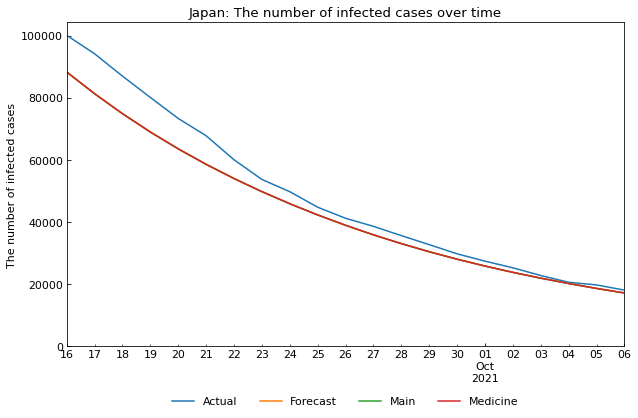 Japan: The number of infected cases over time
The number of infected cases
100000
80000
60000
40000
20000
0
16 17 18 19 20 21 22 23 24 25 26 27 28 29 30 01 02 03 04 05 06
Oct
2021
Actual Forecast Main Medicine